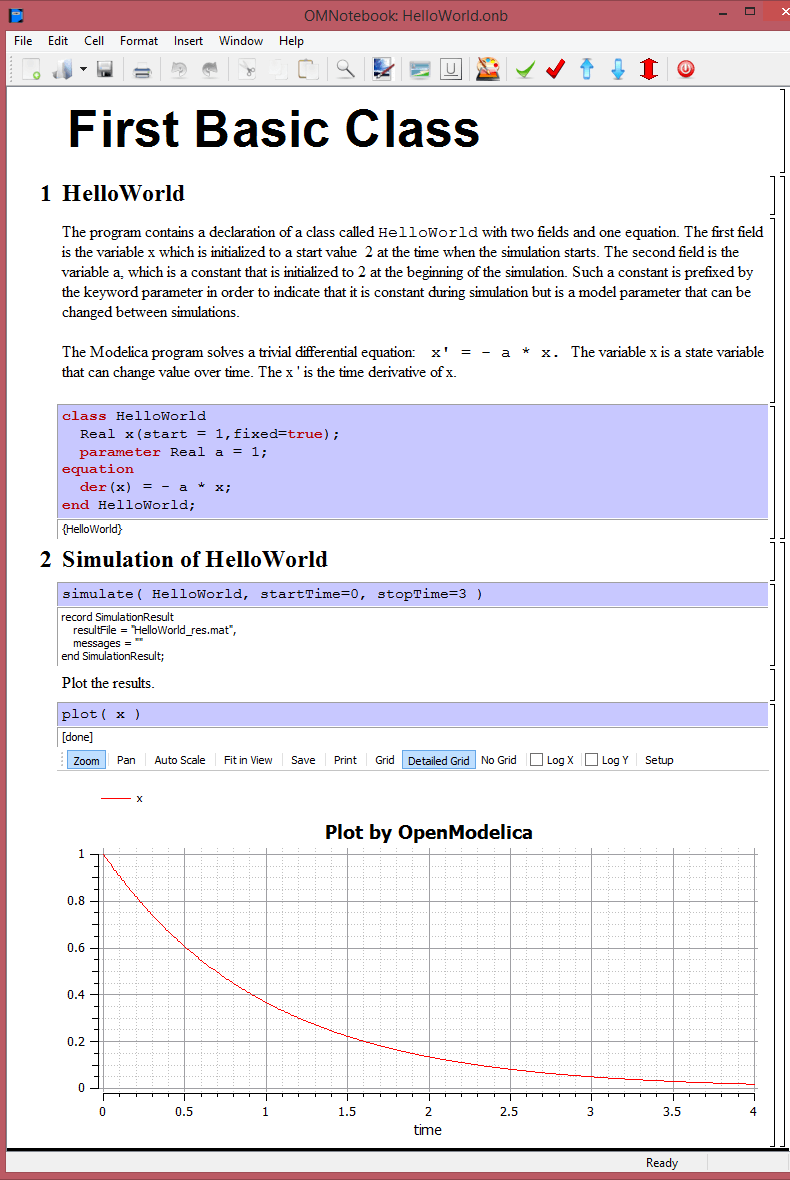 OMNotebook: HelloWorld.onb
File Edit Cell Format Insert Window Help
U
First Basic Class
1 HelloWorld
The program contains a declaration of a class called HelloWorld with two fields and one equation. The first field
is the variable x which is initialized to a start value 2 at the time when the simulation starts. The second field is the
variable a, which is a constant that is initialized to 2 at the beginning of the simulation. Such a constant is prefixed by
the keyword parameter in order to indicate that it is constant during simulation but is a model parameter that can be
changed between simulations.
The Modelica program solves a trivial differential equation: x' = - a * x. The variable x is a state variable
that can change value over time. The x ' is the time derivative of x.
class HelloWorld
Real x(start = 1,fixed=true);
parameter Real a = 1;
equation
der(x) = - a * x;
end HelloWorld;
{HelloWorld}
2 Simulation of HelloWorld
simulate( HelloWorld, startTime=0, stopTime=3 )
record SimulationResult
resultFile = "HelloWorld_res.mat",
messages = ""
end SimulationResult;
Plot the results.
plot( x )
[done]
Zoom Pan Auto Scale Fit in View Save Print Grid Detailed Grid No Grid Log X Log Y Setup
x
Plot by OpenModelica
1
0.8
0.6
0.4
0.2
0
0 0.5 1 1.5 2 2.5 3 3.5 4
time
Ready